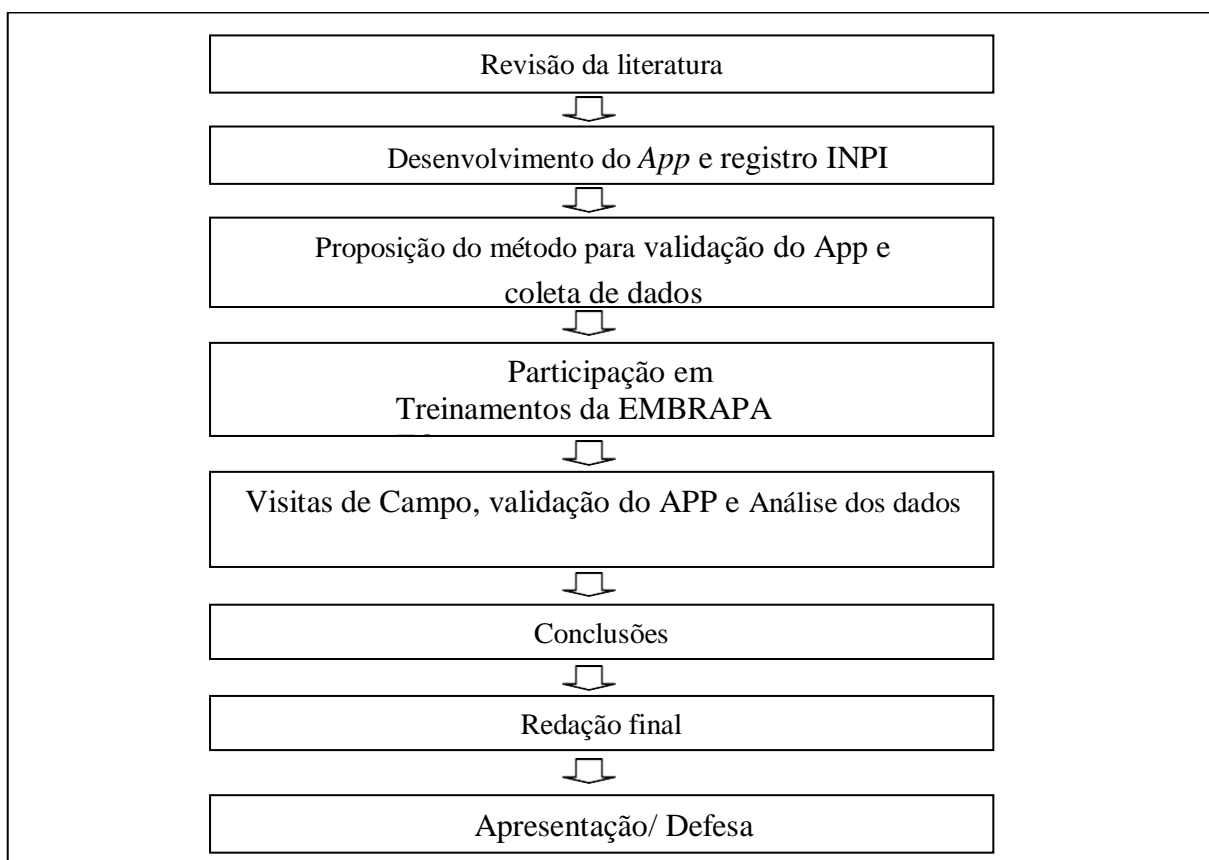 Revisão da literatura
Desenvolvimento do App e registro INPI
Proposição do método para validação do App e
coleta de dados
Participação em
Treinamentos da EMBRAPA
Visitas de Campo, validação do APP e Análise dos dados
Conclusões
Redação final
Apresentação/ Defesa